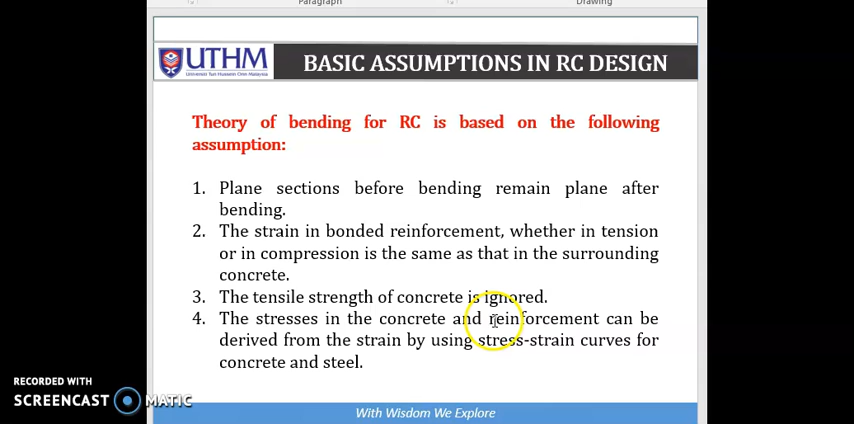 Paragraph
Drawing
UTHM
Universiti Tun Hussein Onn Malaysia
BASIC ASSUMPTIONS IN RC DESIGN
Theory of bending for RC is based on the following
assumption:
1. Plane sections before bending remain plane after
bending.
2. The strain in bonded reinforcement, whether in tension
or in compression is the same as that in the surrounding
concrete.
3. The tensile strength of concrete is ignored.
4. The stresses in the concrete and reinforcement can be
derived from the strain by using stress-strain curves for
concrete and steel.
RECORDED WITH
SCREENCAST MATIC
With Wisdom We Explore